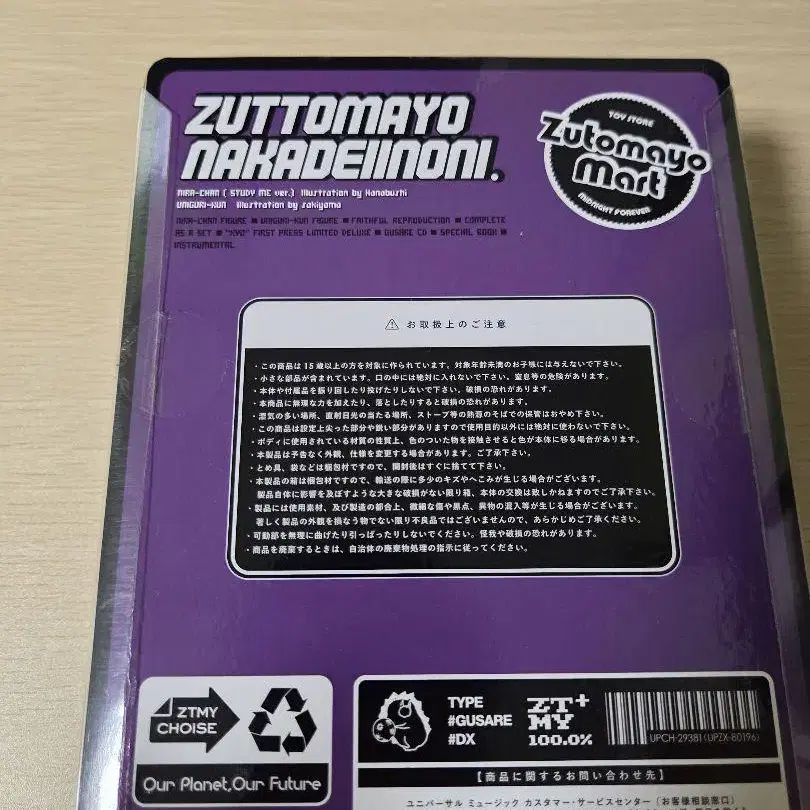 ZUTTOMAYO
NAKADEIINONI.
NIRA-CHAN ( STUDY ME ver.) Illustration by Hanabushi
UNIGURI-KUN Illustration by sakiyama
NIRA-CHAN FIGURE ■ UNIGURI-KUN FIGURE ■ FAITHFUL REPRODUCTION ■ COMPLETE
AS A SET ■ "KYO" FIRST PRESS LIMITED DELUXE ■ GUSARE CD ■ SPECIAL BOOK ■
INSTRUMENTAL
TOY STORE
Zutomayo
Mart
MIDNIGHT FOREVER
⚠ お取扱上のご注意
・この商品は15歳以上の方を対象に作られています。対象年齢未満のお子様には与えないで下さい。
・小さな部品が含まれています。口の中には絶対に入れないで下さい。窒息等の危険があります。
・本体や付属品を振り回したり投げたりしないで下さい。破損の恐れがあります。
・本商品に無理な力を加えたり、落としたりすると破損の恐れがあります。
・湿気の多い場所、直射日光の当たる場所、ストーブ等の熱源のそばでの保管はおやめ下さい。
・この商品は設定上尖った部分や鋭い部分がありますので使用目的以外には絶対に使わないで下さい。
・ボディに使用されている材質の性質上、色のついた物を接触させると色が本体に移る場合があります。
・本製品は予告なく外観、仕様を変更する場合があります。ご了承下さい。
・とめ具、袋などは梱包材ですので、開封後はすぐに捨てて下さい。
・本製品の箱は梱包材ですので、輸送の際に多少のキズやへこみが生じる場合がございます。
製品自体に影響を及ぼすような大きな破損がない限り箱、本体の交換は致しかねますのでご了承下さい。
・製品には使用素材、及び製造の都合上、微細な傷や黒点、異物の混入等が生じる場合がございます。
著しく製品の外観を損なう物でない限り不良品ではございませんので、あらかじめご了承ください。
・可動部を無理に曲げたり引っぱったりしないでください。怪我や破損の恐れがあります。
・商品を廃棄するときは、自治体の廃棄物処理の指示に従ってください。
ZTMY
CHOISE
Our Planet,Our Future
TYPE
#GUSARE
#DX
ZT+
MY
100.0%
UPCH-29381(UPZX-80196)
【商品に関するお問い合わせ先】
ユニバーサル ミュージック カスタマー・サービスセンター（お客様相談窓口）